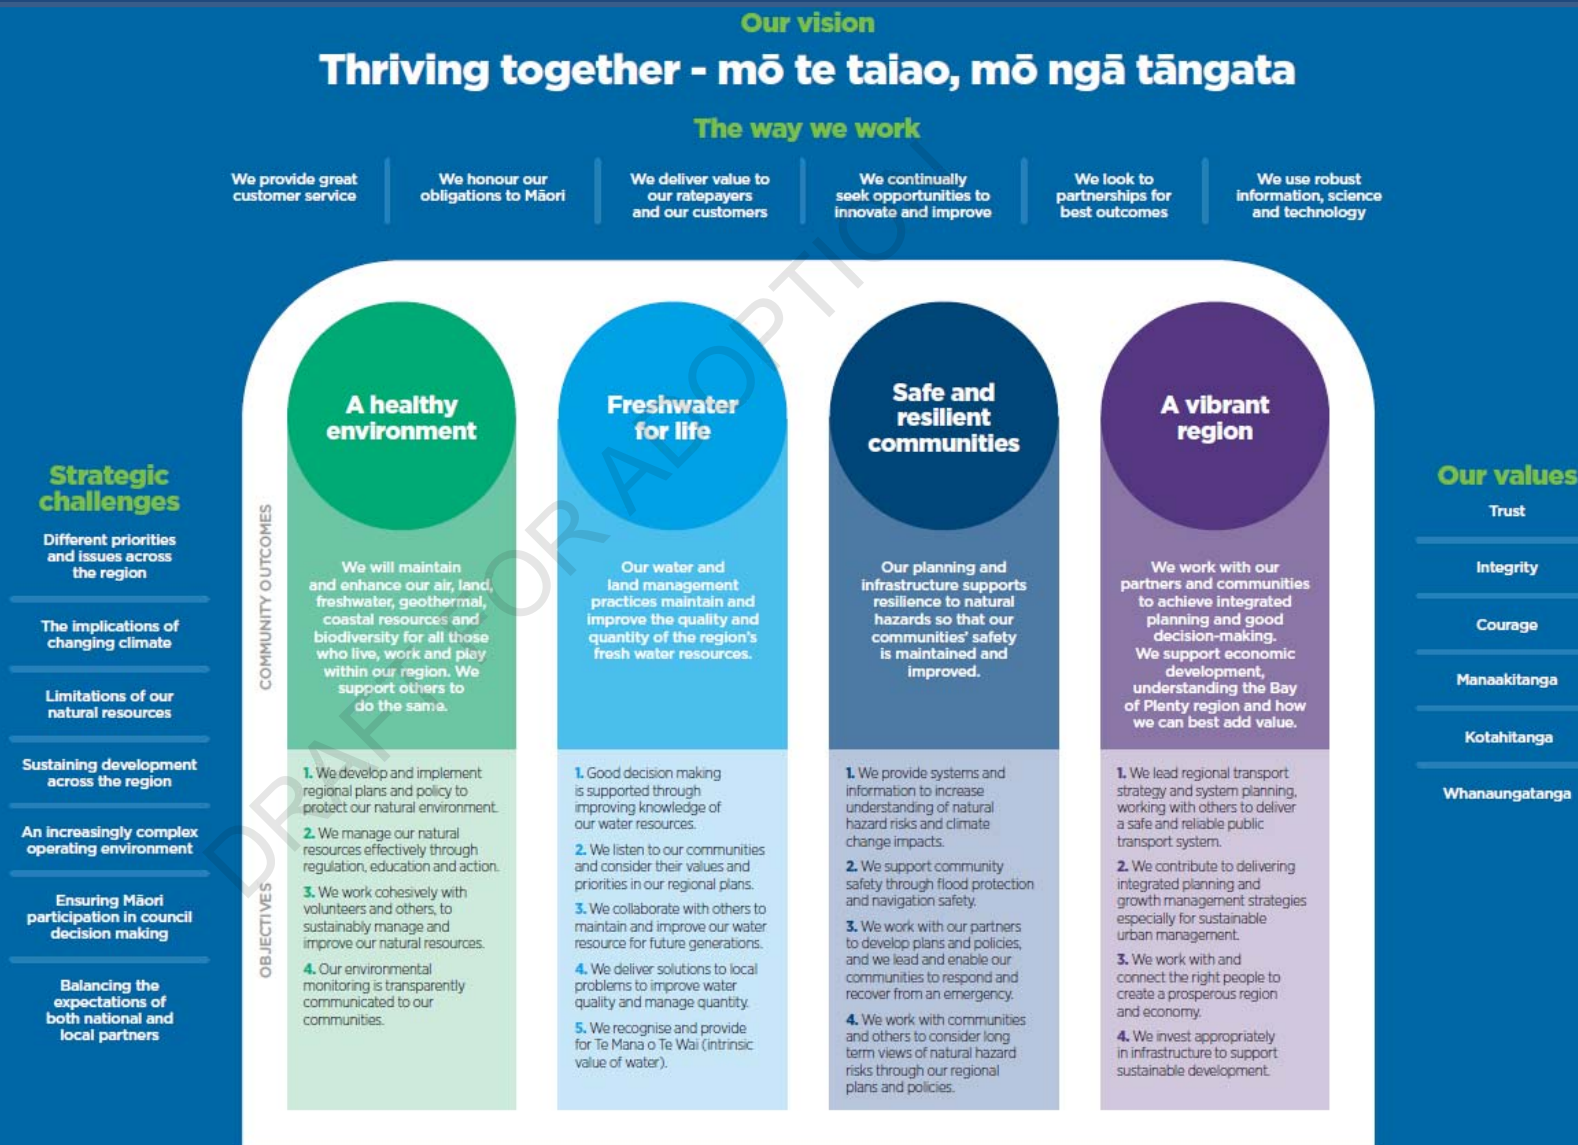 Our vision
Thriving together - mō te taiao, mō ngā tāngata
The way we work
We provide great
customer service
We honour our
obligations to Māori
We deliver value to
our ratepayers
and our customers
We continually
seek opportunities to
innovate and improve
We look to
partnerships for
best outcomes
We use robust
information, science
and technology
Strategic
challenges
Different priorities
and issues across
the region
The implications of
changing climate
Limitations of our
natural resources
Sustaining development
across the region
An increasingly complex
operating environment
Ensuring Māori
participation in council
decision making
Balancing the
expectations of
both national and
local partners
COMMUNITY OUTCOMES
OBJECTIVES
A healthy
environment
We will maintain
and enhance our air, land,
freshwater, geothermal,
coastal resources and
biodiversity for all those
who live, work and play
within our region. We
support others to
do the same.
1. We develop and implement
regional plans and policy to
protect our natural environment.
2. We manage our natural
resources effectively through
regulation, education and action.
3. We work cohesively with
volunteers and others, to
sustainably manage and
improve our natural resources.
4. Our environmental
monitoring is transparently
communicated to our
communities.
Freshwater
for life
Our water and
land management
practices maintain and
improve the quality and
quantity of the region's
fresh water resources.
1. Good decision making
is supported through
improving knowledge of
our water resources.
2. We listen to our communities
and consider their values and
priorities in our regional plans.
3. We collaborate with others to
maintain and improve our water
resource for future generations.
4. We deliver solutions to local
problems to improve water
quality and manage quantity.
5. We recognise and provide
for Te Mana o Te Wai (intrinsic
value of water).
Safe and
resilient
communities
Our planning and
infrastructure supports
resilience to natural
hazards so that our
communities' safety
is maintained and
improved.
1. We provide systems and
information to increase
understanding of natural
hazard risks and climate
change impacts.
2. We support community
safety through flood protection
and navigation safety.
3. We work with our partners
to develop plans and policies,
and we lead and enable our
communities to respond and
recover from an emergency.
4. We work with communities
and others to consider long
term views of natural hazard
risks through our regional
plans and policies.
A vibrant
region
We work with our
partners and communities
to achieve integrated
planning and good
decision-making.
We support economic
development,
understanding the Bay
of Plenty region and how
we can best add value.
1. We lead regional transport
strategy and system planning,
working with others to deliver
a safe and reliable public
transport system.
2. We contribute to delivering
integrated planning and
growth management strategies
especially for sustainable
urban management.
3. We work with and
connect the right people to
create a prosperous region
and economy.
4. We invest appropriately
in infrastructure to support
sustainable development.
Our values
Trust
Integrity
Courage
Manaakitanga
Kotahitanga
Whanaungatanga
DRAFT FOR ADOPTION